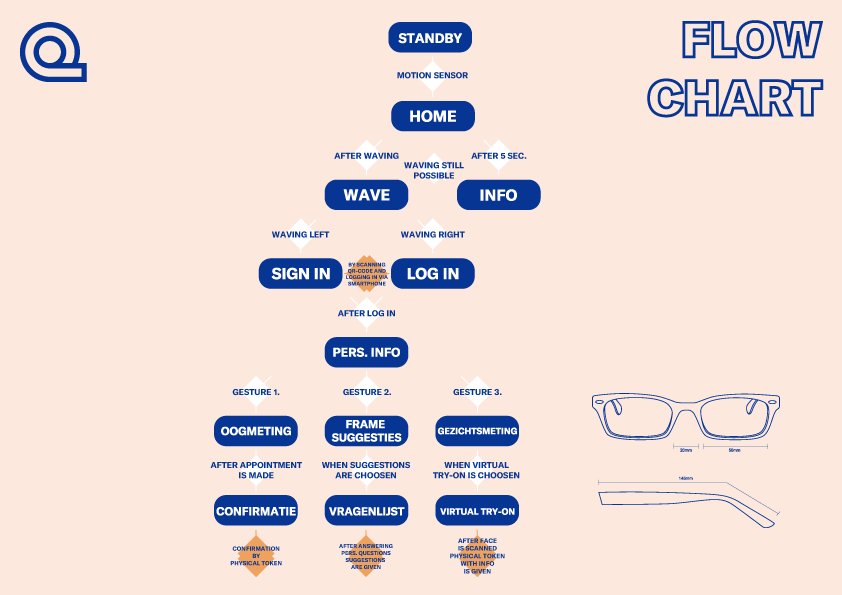 FLOW
CHART
STANDBY
MOTION SENSOR
HOME
AFTER WAVING
WAVING STILL
POSSIBLE
AFTER 5 SEC.
WAVE
INFO
WAVING LEFT
WAVING RIGHT
SIGN IN
BY SCANNING
QR-CODE AND
LOGGING IN VIA
SMARTPHONE
LOG IN
AFTER LOG IN
PERS. INFO
GESTURE 1.
GESTURE 2.
GESTURE 3.
OOGMETING
FRAME
SUGGESTIES
GEZICHTSMETING
AFTER APPOINTMENT
IS MADE
WHEN SUGGESTIONS
ARE CHOOSEN
WHEN VIRTUAL
TRY-ON IS CHOOSEN
CONFIRMATIE
VRAGENLIJST
VIRTUAL TRY-ON
CONFIRMATION
BY
PHYSICAL TOKEN
AFTER ANSWERING
PERS. QUESTIONS
SUGGESTIONS
ARE GIVEN
AFTER FACE
IS SCANNED
PHYSICAL TOKEN
WITH INFO
IS GIVEN